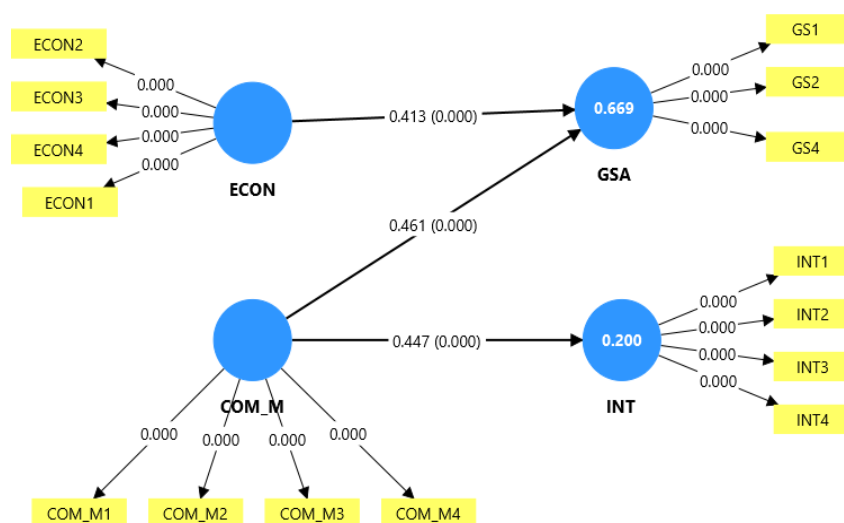 ECON2
ECON3
ECON4
ECON1
0.000
0.000
0.000
0.000
ECON
0.413 (0.000)
0.669
GSA
0.000
0.000
0.000
GS1
GS2
GS4
0.461 (0.000)
0.447 (0.000)
0.200
INT
0.000
0.000
0.000
0.000
INT1
INT2
INT3
INT4
COM_M
0.000
0.000
0.000
0.000
COM_M1
COM_M2
COM_M3
COM_M4